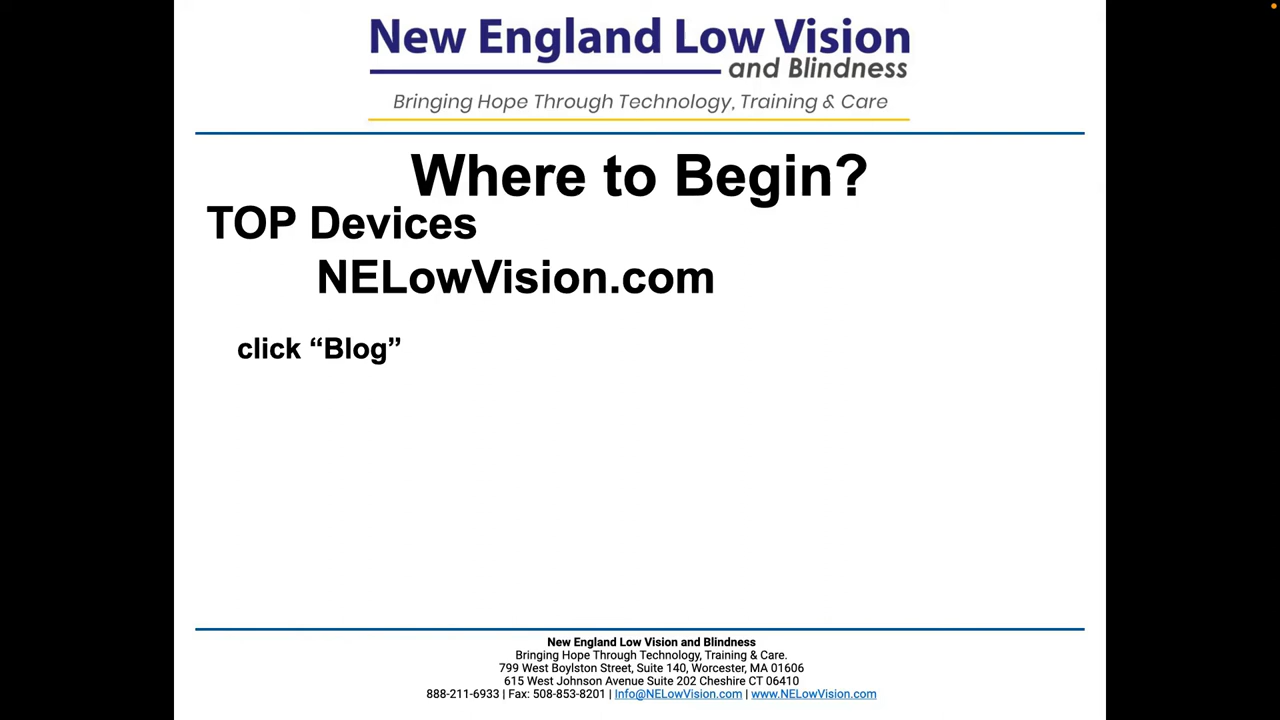 New England Low Vision
and Blindness
Bringing Hope Through Technology, Training & Care
Where to Begin?
TOP Devices
NELowVision.com
click “Blog”
New England Low Vision and Blindness
Bringing Hope Through Technology, Training & Care.
799 West Boylston Street, Suite 140, Worcester, MA 01606
615 West Johnson Avenue Suite 202 Cheshire CT 06410
888-211-6933 | Fax: 508-853-8201 | Info@NELowVision.com | www.NELowVision.com